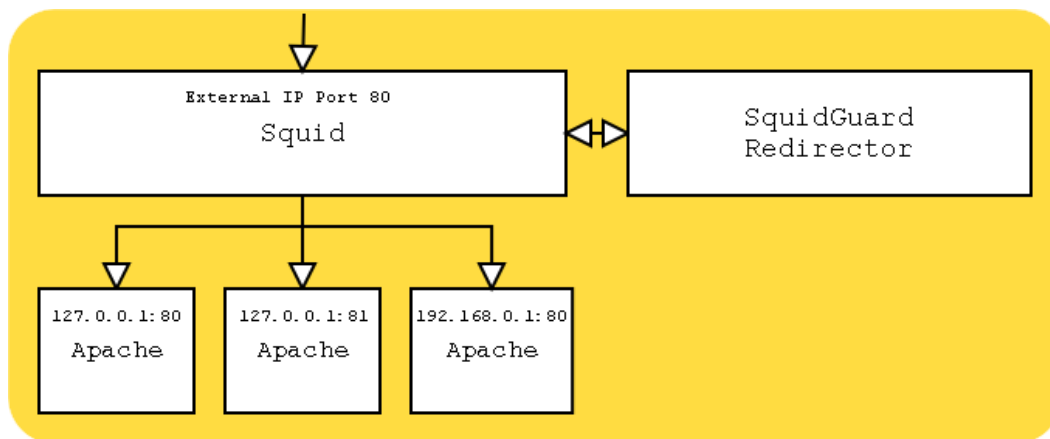 External IP Port 80
Squid
SquidGuard
Redirector
127.0.0.1:80
Apache
127.0.0.1:81
Apache
192.168.0.1:80
Apache